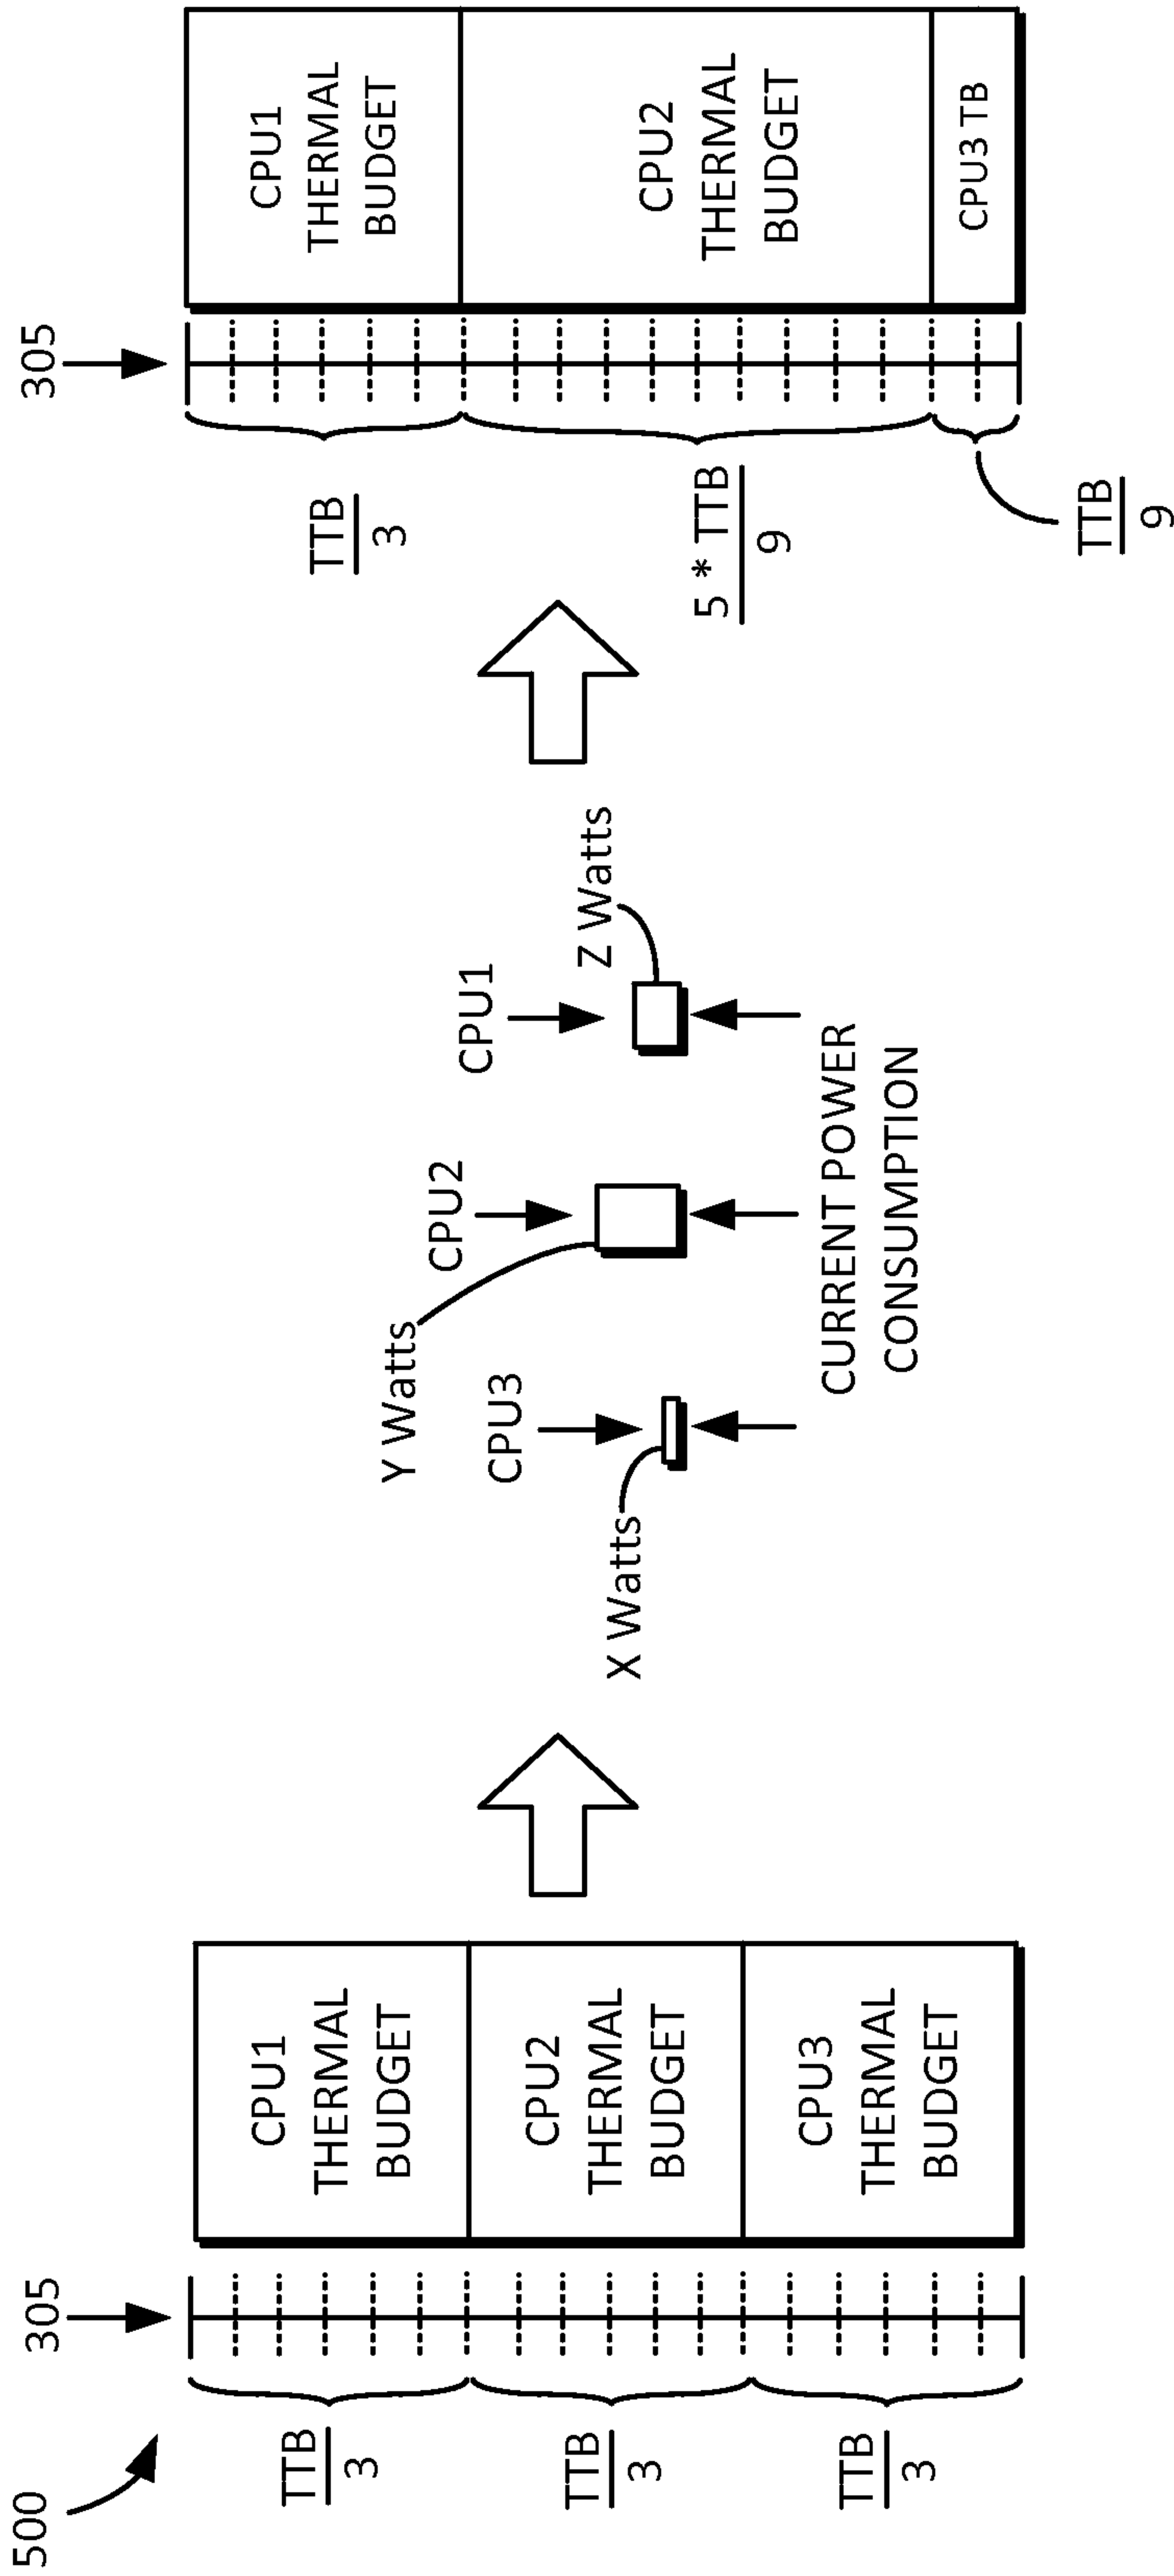 500
305
TTB
3
TTB
3
TTB
3
CPU1
THERMAL
BUDGET
CPU2
THERMAL
BUDGET
CPU3
THERMAL
BUDGET
X Watts
CPU3
Y Watts
CPU2
CPU1
Z Watts
CURRENT POWER
CONSUMPTION
305
TTB
3
5 * TTB
9
TTB
9
CPU1
THERMAL
BUDGET
CPU2
THERMAL
BUDGET
CPU3 TB